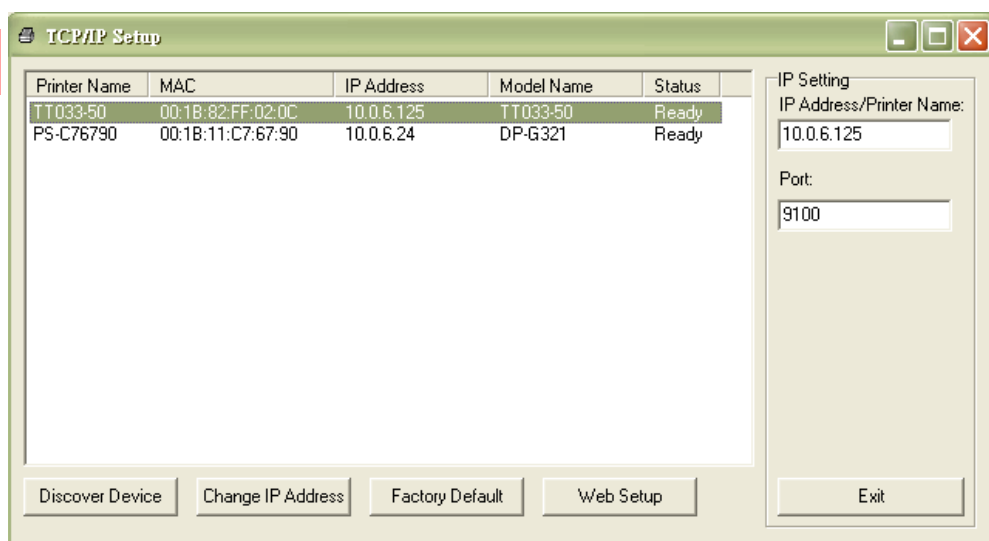 TCP/IP Setup
Printer Name MAC IP Address Model Name Status
TT033-50 00:1B:82:FF:02:0C 10.0.6.125 TT033-50 Ready
PS-C76790 00:1B:11:C7:67:90 10.0.6.24 DP-G321 Ready
IP Setting
IP Address/Printer Name:
10.0.6.125
Port:
9100
Discover Device Change IP Address Factory Default Web Setup Exit